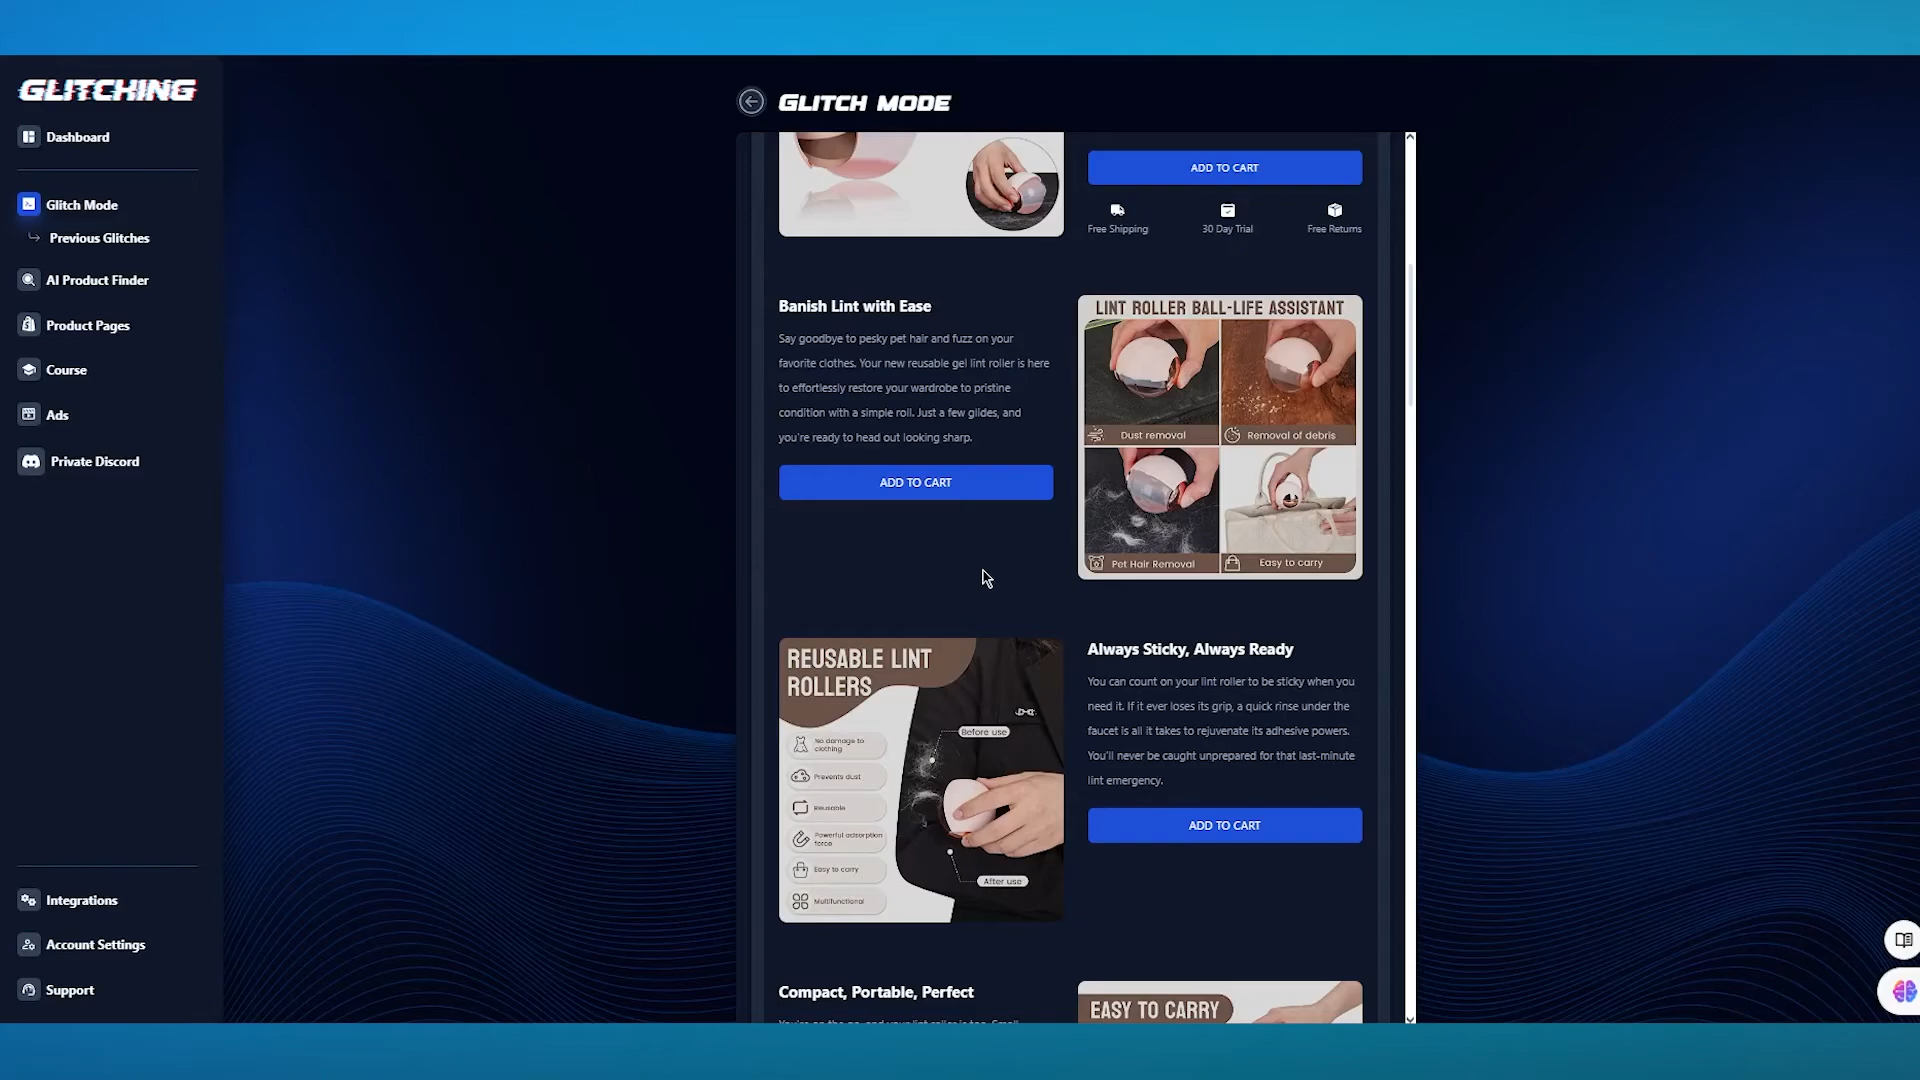 GLITCHING
Dashboard
Glitch Mode
Previous Glitches
AI Product Finder
Product Pages
Course
Ads
Private Discord
Integrations
Account Settings
Support
GLITCH MODE
ADD TO CART
Free Shipping
30 Day Trial
Free Returns
Banish Lint with Ease
Say goodbye to pesky pet hair and fuzz on your
favorite clothes. Your new reusable gel lint roller is here
to effortlessly restore your wardrobe to pristine
condition with a simple roll. Just a few glides, and
you're ready to head out looking sharp.
ADD TO CART
LINT ROLLER BALL-LIFE ASSISTANT
Dust removal
Removal of debris
Pet Hair Removal
Easy to carry
REUSABLE LINT
ROLLERS
No damage to
clothing
Prevents dust
Reusable
Powerful adsorption
force
Easy to carry
Multifunctional
Before use
After use
Always Sticky, Always Ready
You can count on your lint roller to be sticky when you
need it. If it ever loses its grip, a quick rinse under the
faucet is all it takes to rejuvenate its adhesive powers.
You'll never be caught unprepared for that last-minute
lint emergency.
ADD TO CART
Compact, Portable, Perfect
EASY TO CARRY